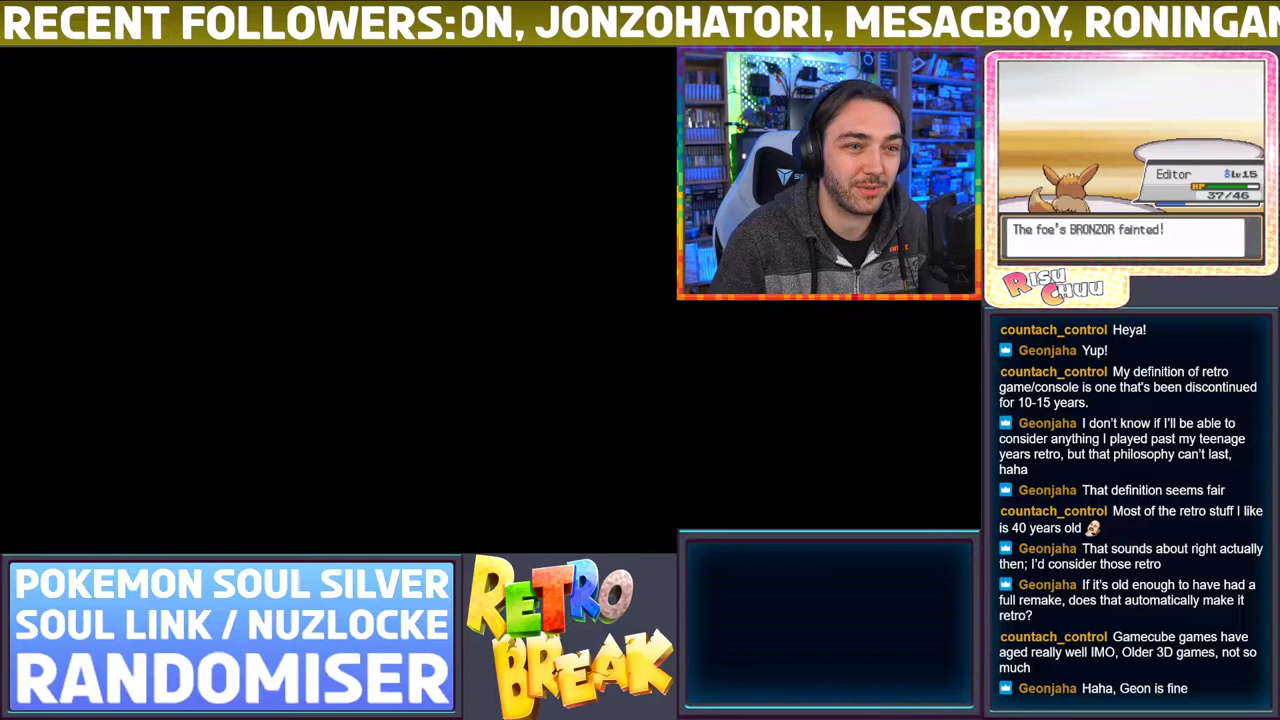 RECENT FOLLOWERS: ON, JONZOHATORI, MESACBOY, RONINGAN
Editor ♂Lv15
HP
37/46
The foe's BRONZOR fainted!
RISU
CHUU
countach_control Heya!
Geonjaha Yup!
countach_control My definition of retro
game/console is one that's been discontinued
for 10-15 years.
Geonjaha I don't know if I'll be able to
consider anything I played past my teenage
years retro, but that philosophy can't last,
haha
Geonjaha That definition seems fair
countach_control Most of the retro stuff I like
is 40 years old
Geonjaha That sounds about right actually
then; I'd consider those retro
Geonjaha If it's old enough to have had a
full remake, does that automatically make it
retro?
countach_control Gamecube games have
aged really well IMO, Older 3D games, not so
much
Geonjaha Haha, Geon is fine
POKEMON SOUL SILVER
SOUL LINK / NUZLOCKE
RANDOMISER
RETRO
BREAK